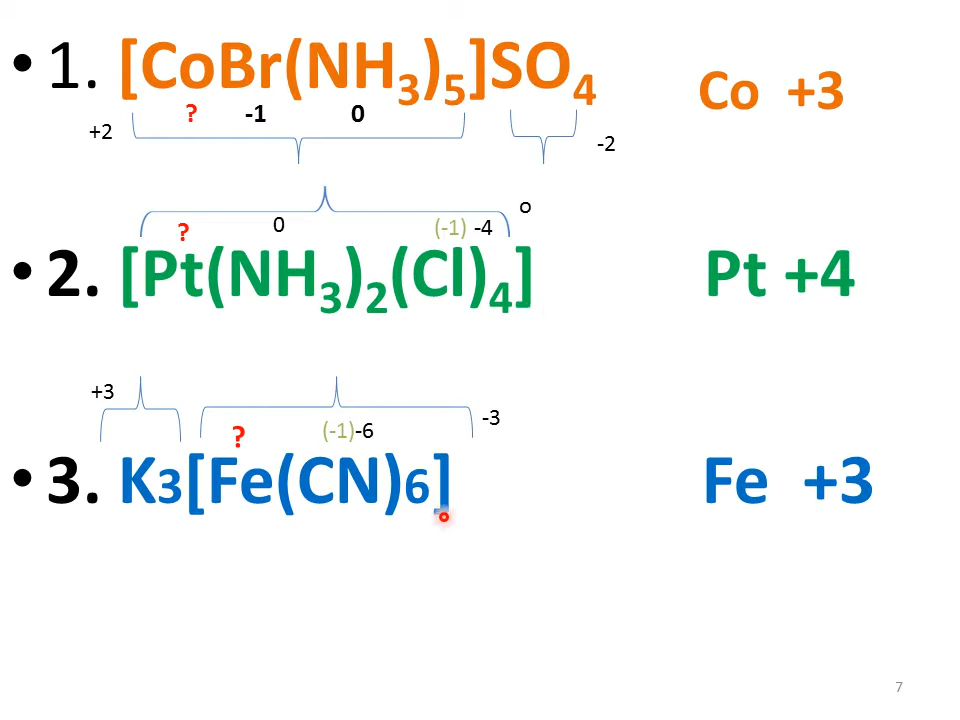 • 1. [CoBr(NH₃)₅]SO₄ Co +3
+2 ? -1 0 -2
? 0 (-1) -4 o
• 2. [Pt(NH₃)₂(Cl)₄] Pt +4
+3 ? (-1)-6 -3
• 3. K3[Fe(CN)6] Fe +3
7